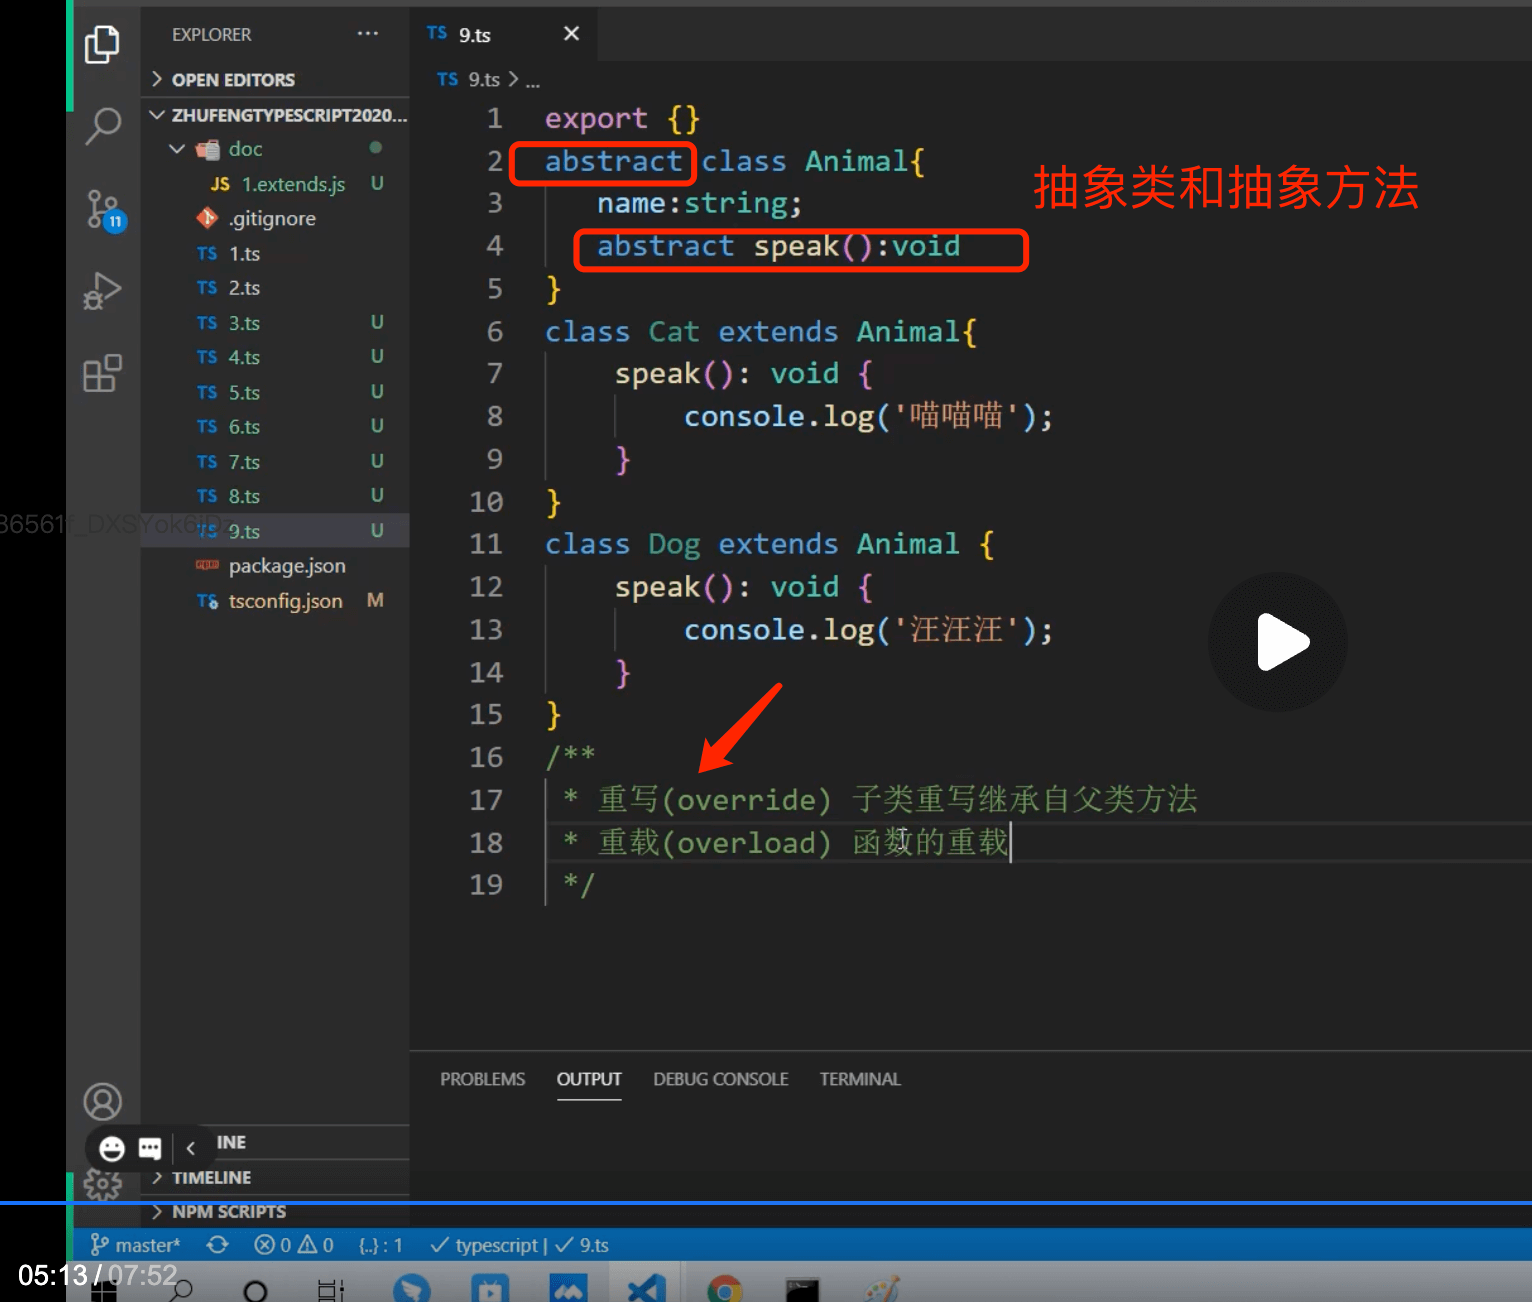 EXPLORER
TS 9.ts
OPEN EDITORS
TS 9.ts > ...
ZHUFENGTYPESCRIPT2020...
doc
JS 1.extends.js U
.gitignore
TS 1.ts
TS 2.ts
TS 3.ts U
TS 4.ts U
TS 5.ts U
TS 6.ts U
TS 7.ts U
TS 8.ts U
TS 9.ts U
package.json
TS tsconfig.json M
11
1 export {}
2 abstract class Animal{
3 name:string;
4 abstract speak():void
5 }
6 class Cat extends Animal{
7 speak(): void {
8 console.log('喵喵喵');
9 }
10 }
11 class Dog extends Animal {
12 speak(): void {
13 console.log('汪汪汪');
14 }
15 }
16 /**
17 * 重写(override) 子类重写继承自父类方法
18 * 重载(overload) 函数的重载
19 */
抽象类和抽象方法
PROBLEMS OUTPUT DEBUG CONSOLE TERMINAL
INE
TIMELINE
NPM SCRIPTS
master* 0 0 {..} : 1 typescript | 9.ts
05:13 / 07:52